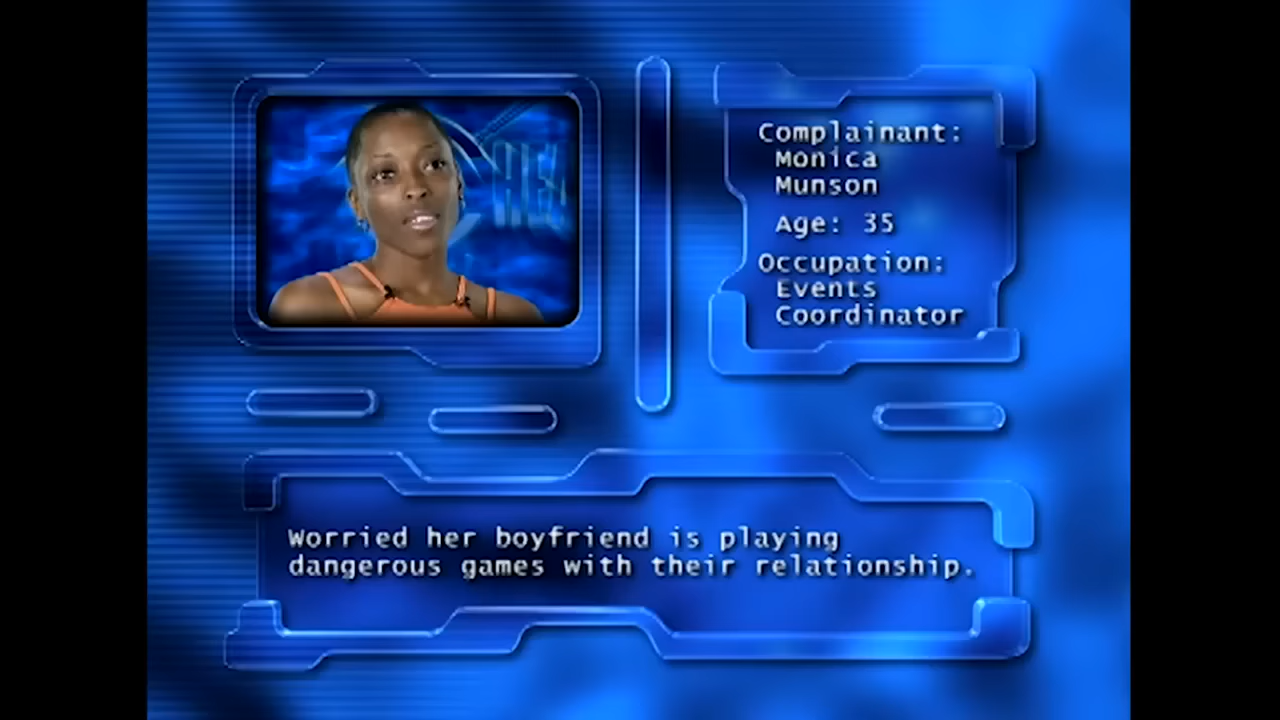 Complainant:
Monica
Munson
Age: 35
Occupation:
Events
Coordinator
Worried her boyfriend is playing
dangerous games with their relationship.